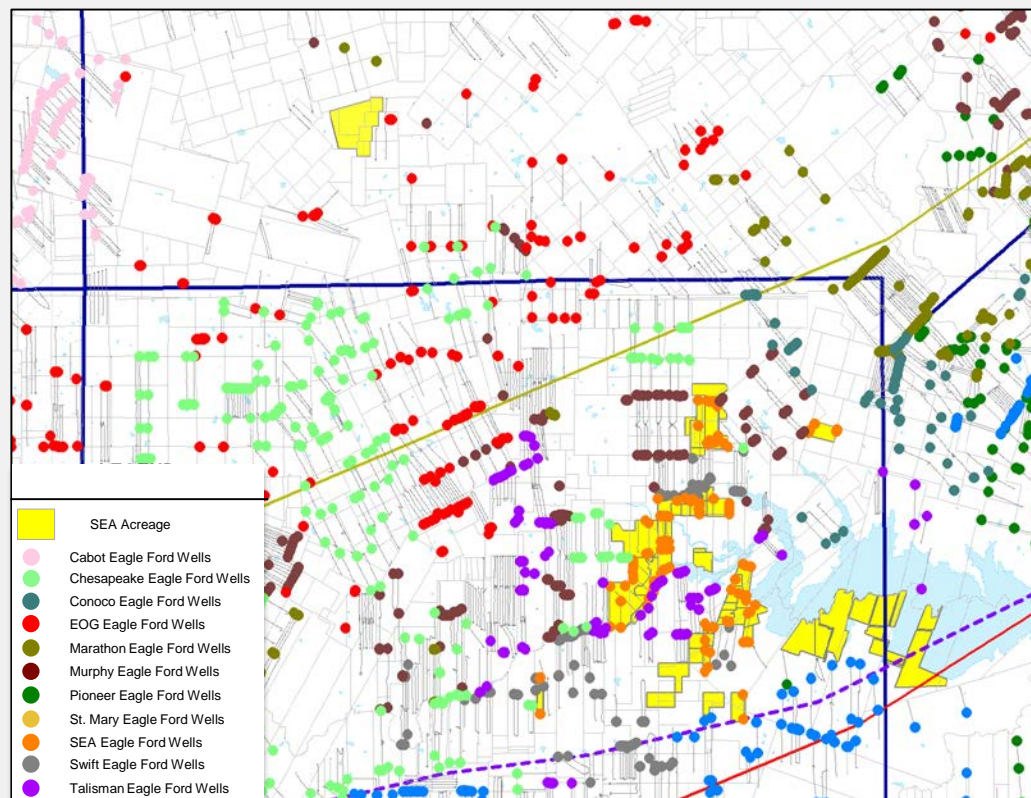 SEA Acreage
Cabot Eagle Ford Wells
Chesapeake Eagle Ford Wells
Conoco Eagle Ford Wells
EOG Eagle Ford Wells
Marathon Eagle Ford Wells
Murphy Eagle Ford Wells
Pioneer Eagle Ford Wells
St. Mary Eagle Ford Wells
SEA Eagle Ford Wells
Swift Eagle Ford Wells
Talisman Eagle Ford Wells